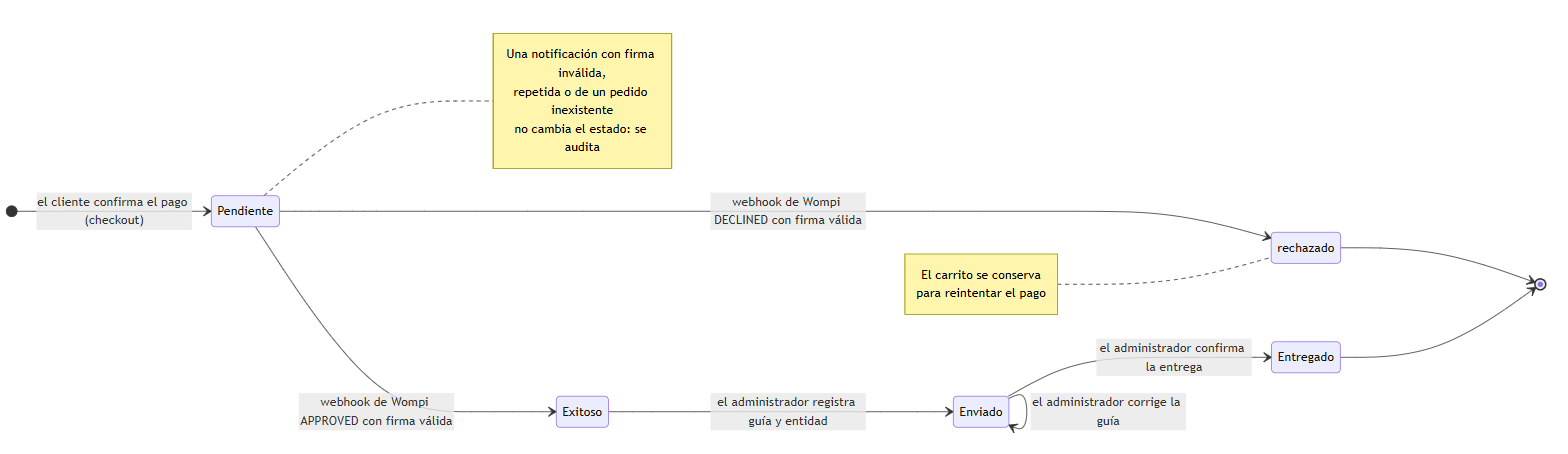 Una notificación con firma
inválida,
repetida o de un pedido
inexistente
no cambia el estado: se
audita
el cliente confirma el pago
(checkout)
Pendiente
webhook de Wompi
DECLINED con firma válida
rechazado
El carrito se conserva
para reintentar el pago
el administrador confirma
la entrega
Entregado
webhook de Wompi
APPROVED con firma válida
Exitoso
el administrador registra
guía y entidad
Enviado
el administrador corrige la
guía